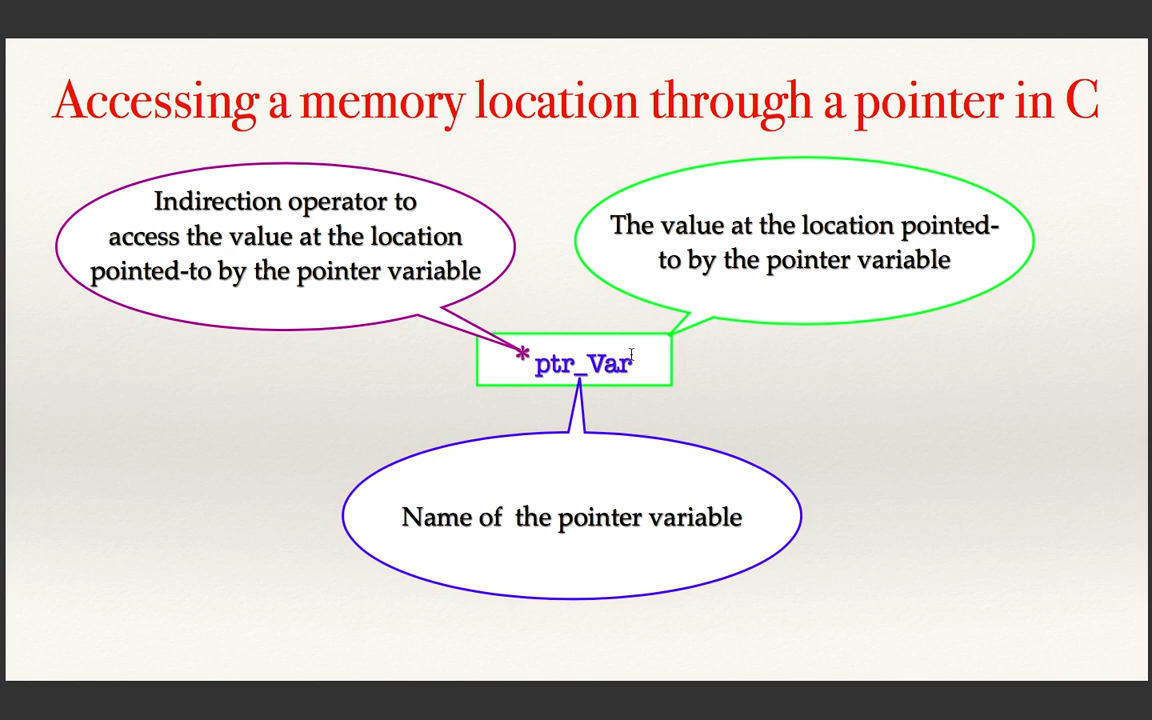 Accessing a memory location through a pointer in C
Indirection operator to
access the value at the location
pointed-to by the pointer variable
The value at the location pointed-
to by the pointer variable
* ptr_Var
Name of the pointer variable